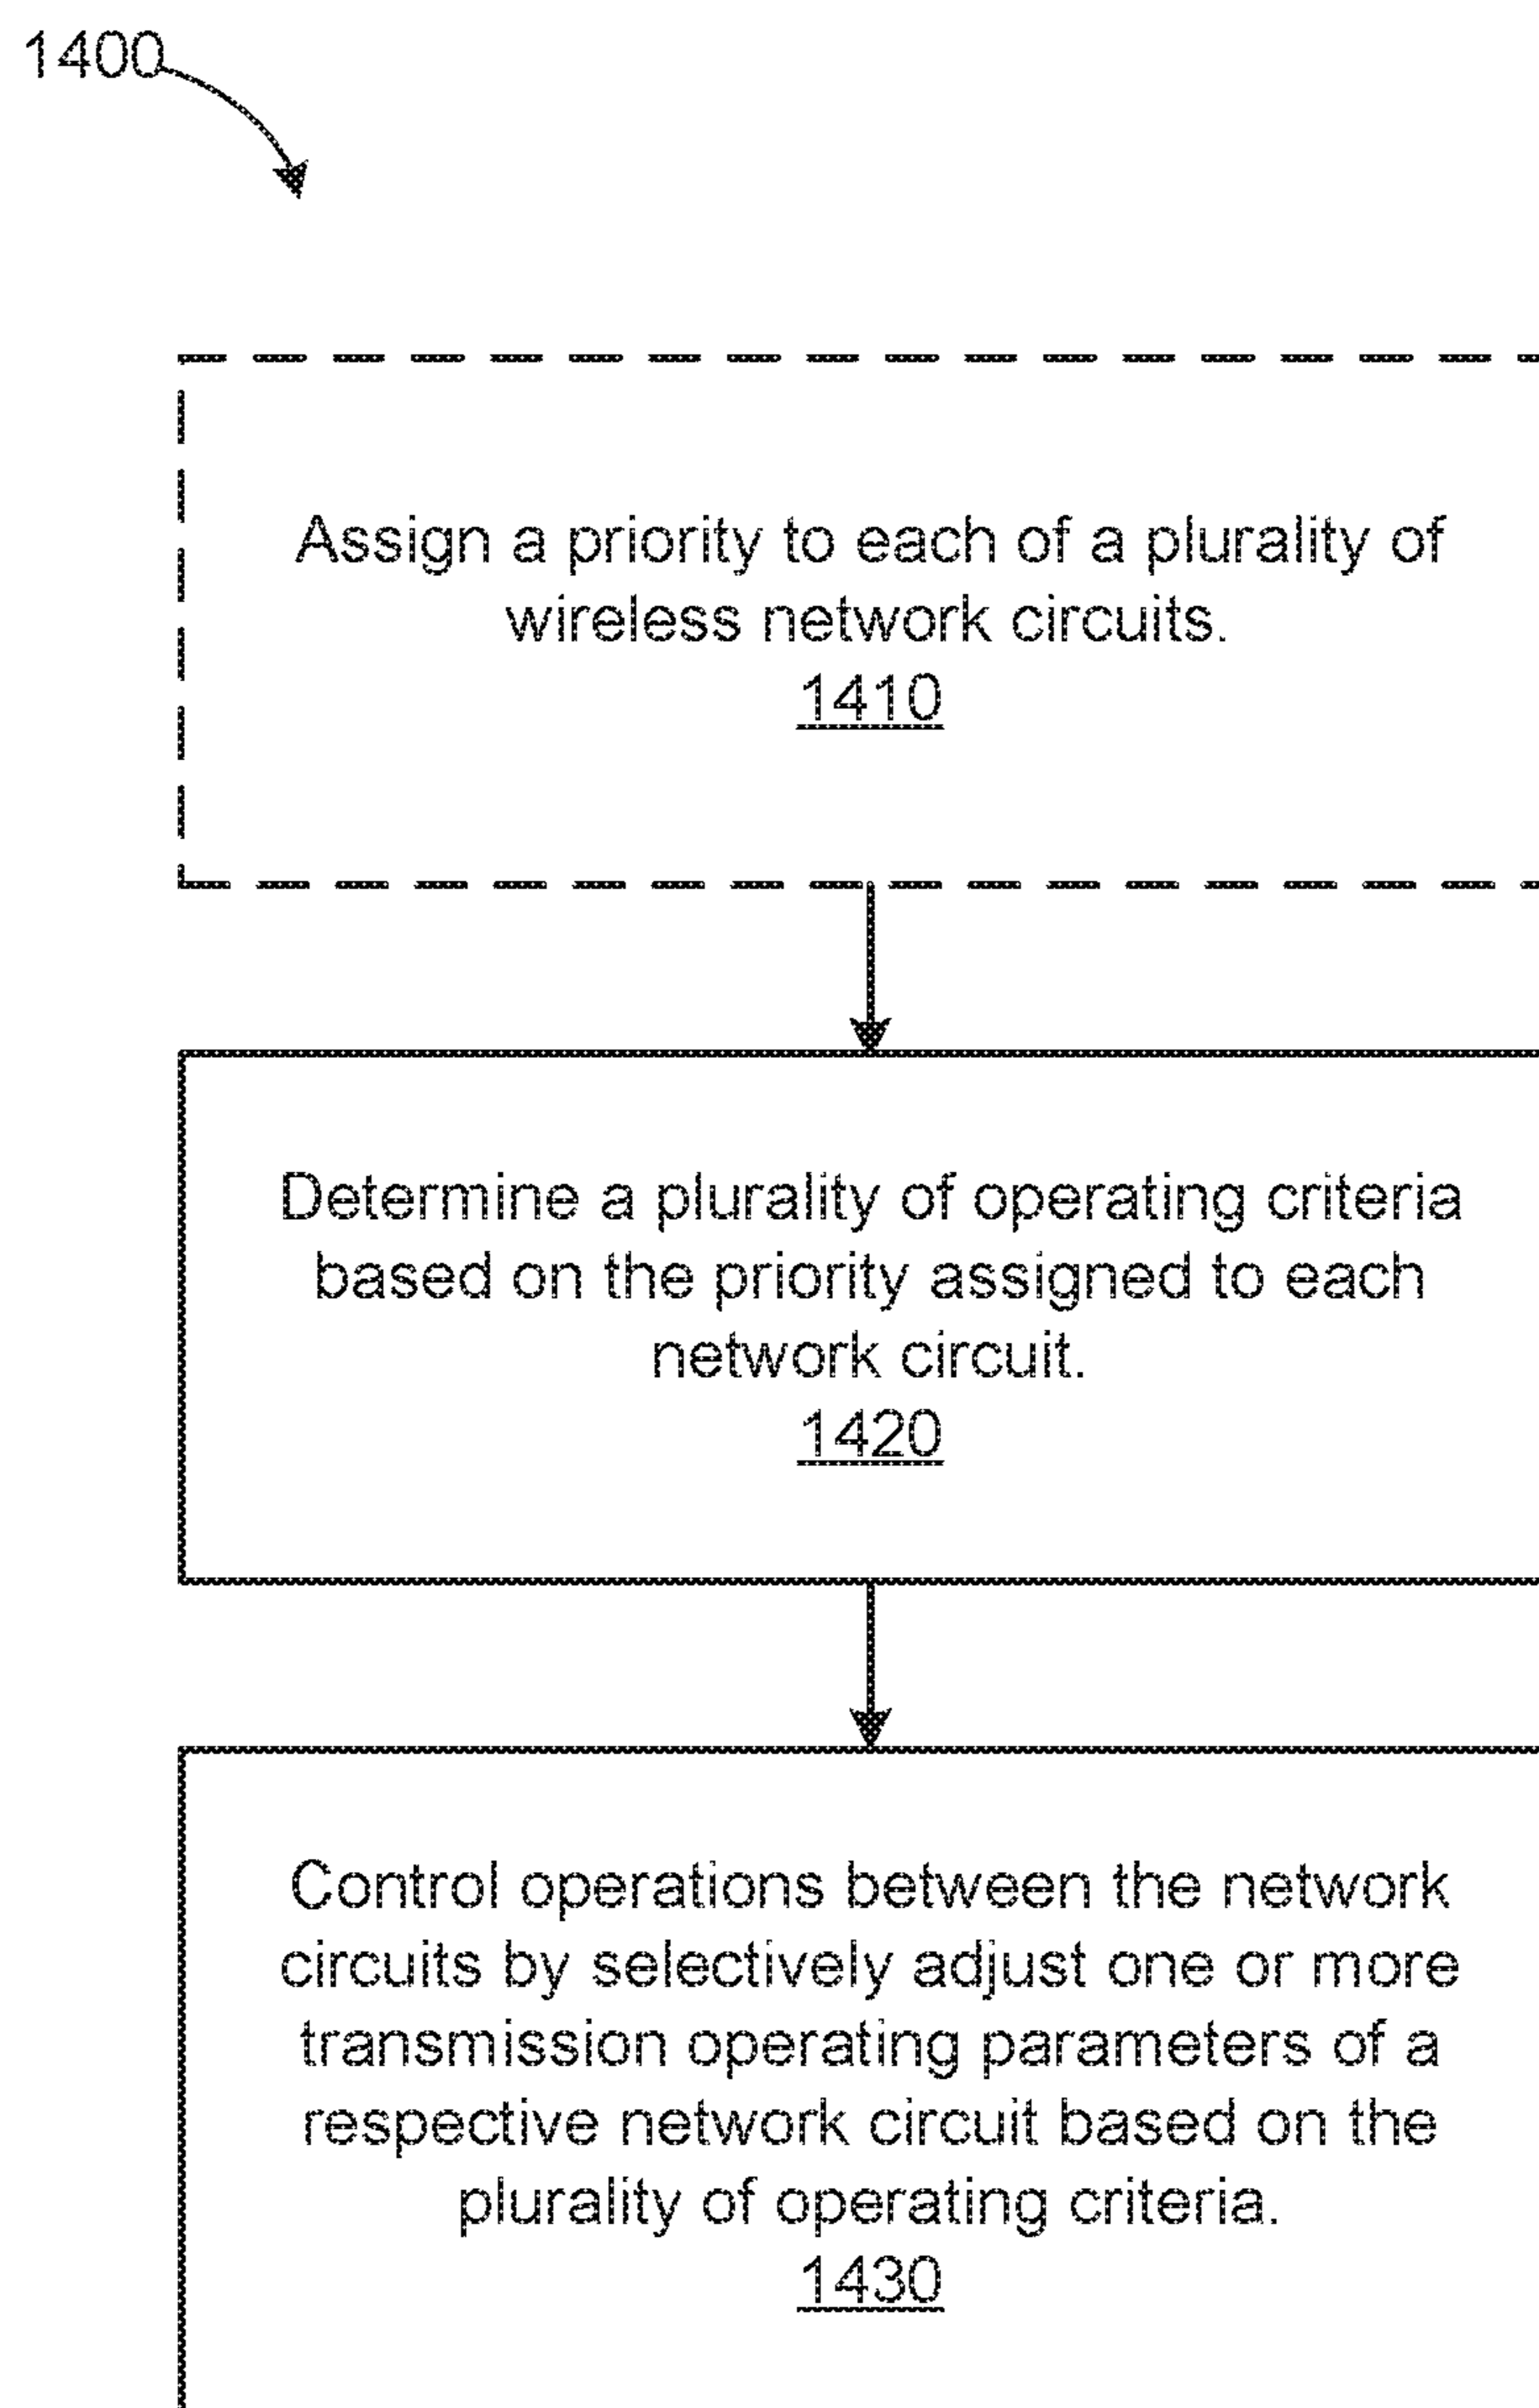 1400
Assign a priority to each of a plurality of
wireless network circuits.
1410
Determine a plurality of operating criteria
based on the priority assigned to each
network circuit.
1420
Control operations between the network
circuits by selectively adjust one or more
transmission operating parameters of a
respective network circuit based on the
plurality of operating criteria.
1430